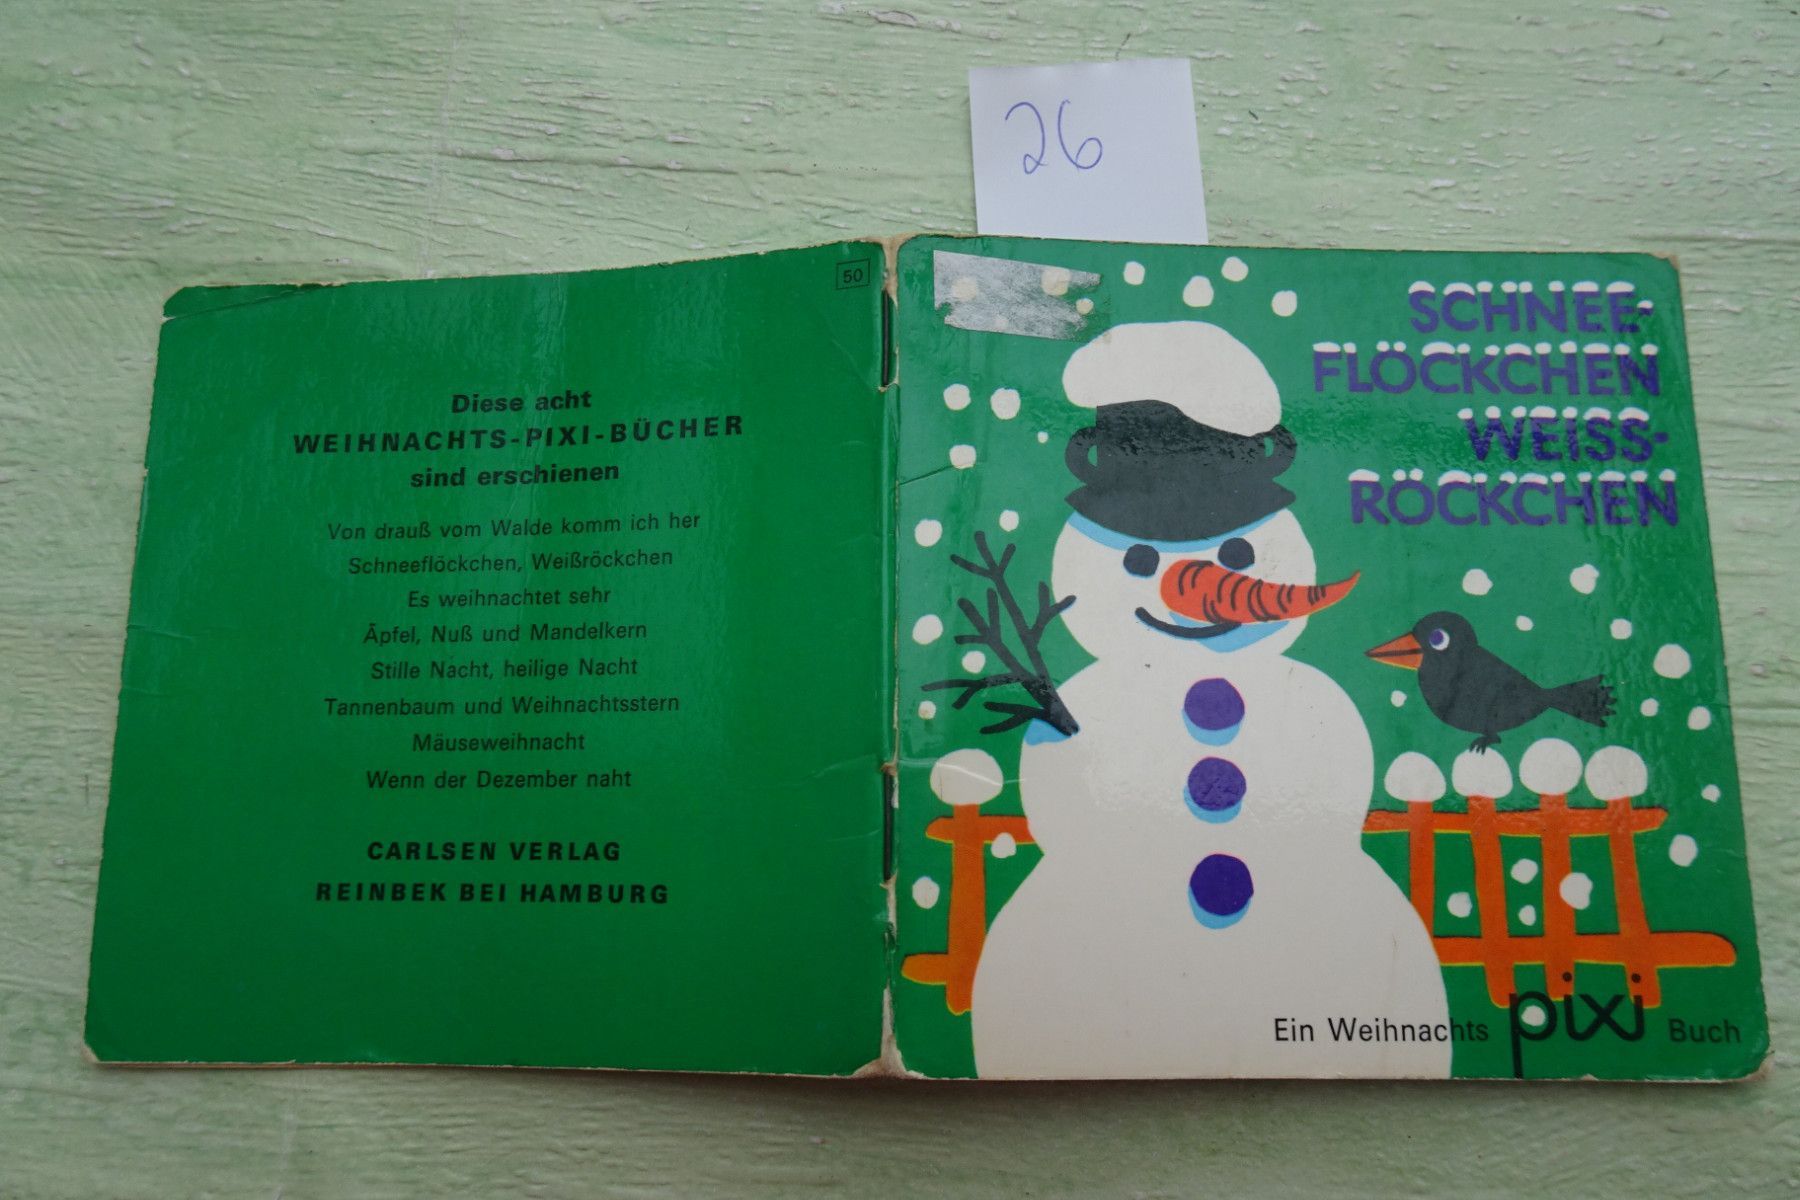 26
50
Diese acht
WEIHNACHTS-PIXI-BÜCHER
sind erschienen
Von drauß vom Walde komm ich her
Schneeflöckchen, Weißröckchen
Es weihnachtet sehr
Äpfel, Nuß und Mandelkern
Stille Nacht, heilige Nacht
Tannenbaum und Weihnachtsstern
Mäuseweihnacht
Wenn der Dezember naht
CARLSEN VERLAG
REINBEK BEI HAMBURG
SCHNEE-
FLÖCKCHEN
WEISS-
RÖCKCHEN
Ein Weihnachts pixi Buch